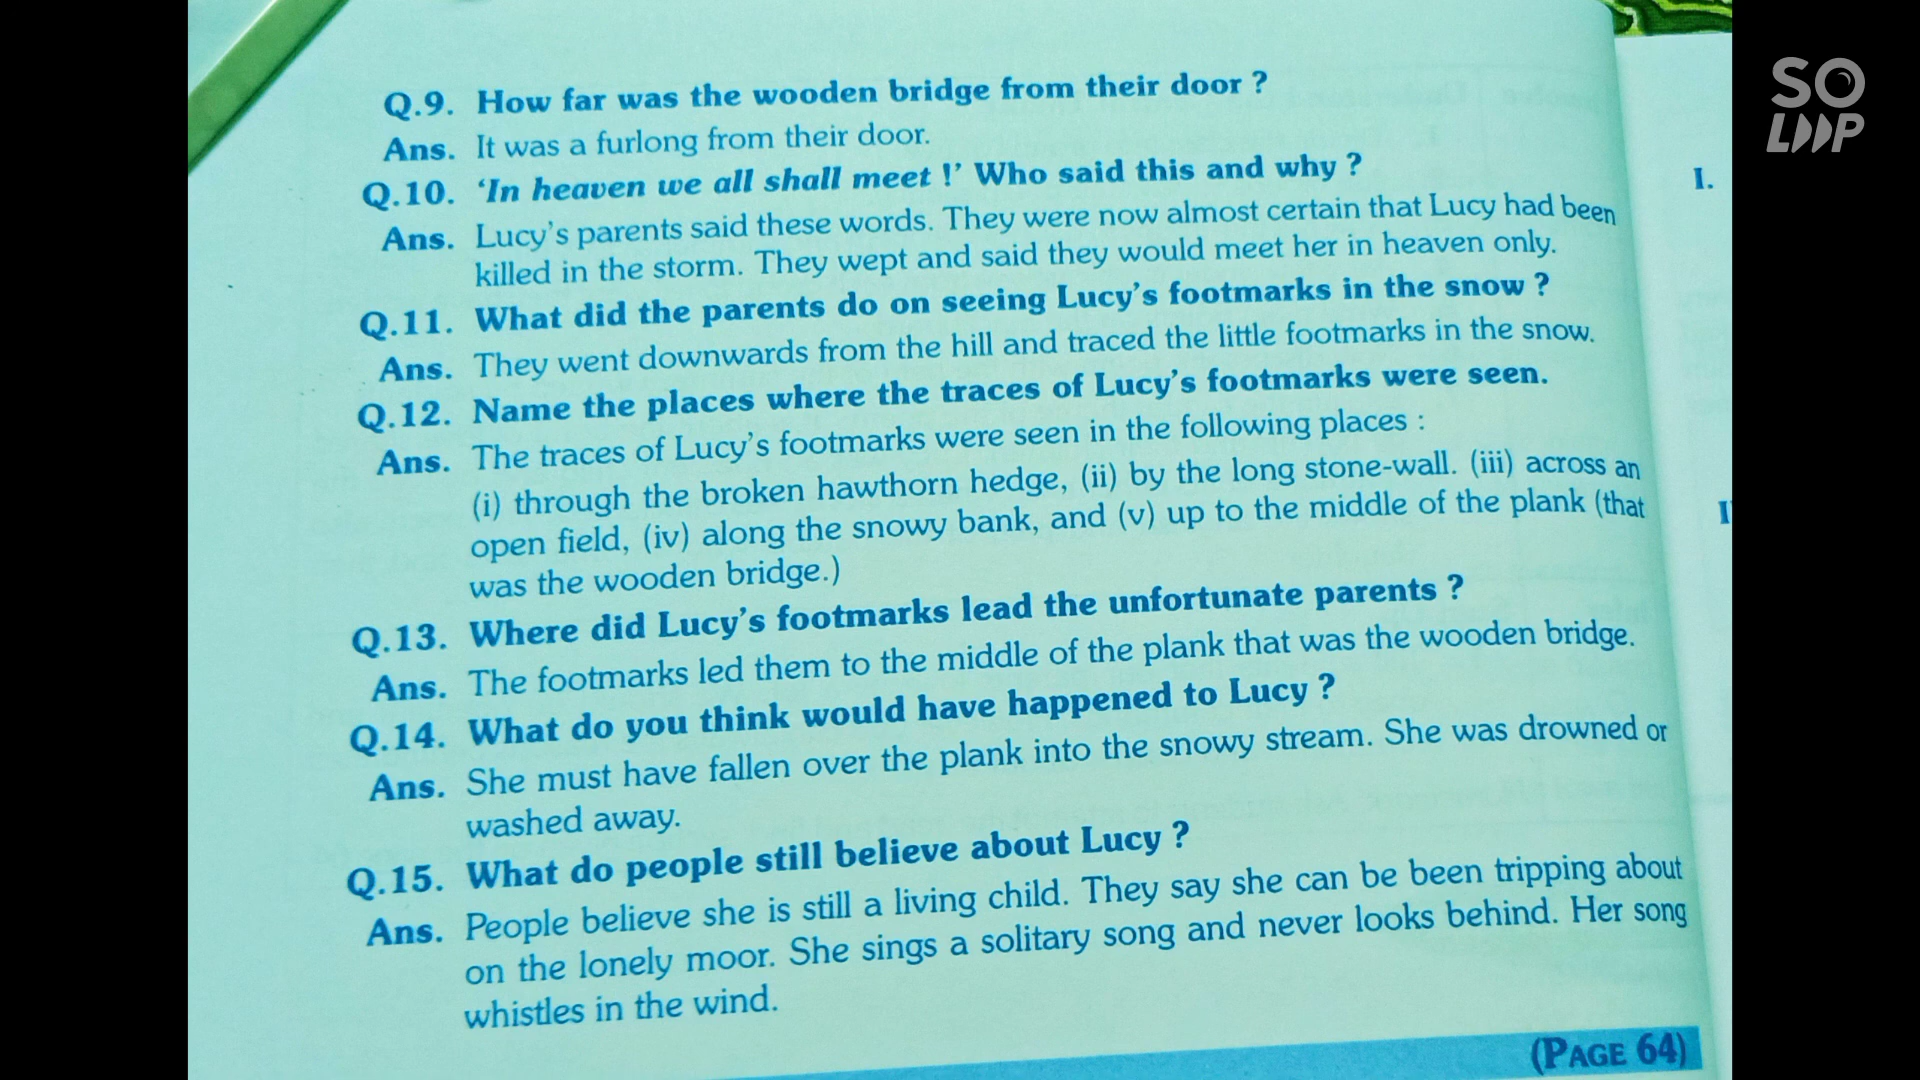 SO
LOOP
Q.9. How far was the wooden bridge from their door ?
Ans. It was a furlong from their door.
Q.10. ‘In heaven we all shall meet !’ Who said this and why ?
Ans. Lucy’s parents said these words. They were now almost certain that Lucy had been
killed in the storm. They wept and said they would meet her in heaven only.
Q.11. What did the parents do on seeing Lucy’s footmarks in the snow ?
Ans. They went downwards from the hill and traced the little footmarks in the snow.
Q.12. Name the places where the traces of Lucy’s footmarks were seen.
Ans. The traces of Lucy’s footmarks were seen in the following places :
(i) through the broken hawthorn hedge, (ii) by the long stone-wall. (iii) across an
open field, (iv) along the snowy bank, and (v) up to the middle of the plank (that
was the wooden bridge.)
Q.13. Where did Lucy’s footmarks lead the unfortunate parents ?
Ans. The footmarks led them to the middle of the plank that was the wooden bridge.
Q.14. What do you think would have happened to Lucy ?
Ans. She must have fallen over the plank into the snowy stream. She was drowned or
washed away.
Q.15. What do people still believe about Lucy ?
Ans. People believe she is still a living child. They say she can be been tripping about
on the lonely moor. She sings a solitary song and never looks behind. Her song
whistles in the wind.
(PAGE 64)
I.